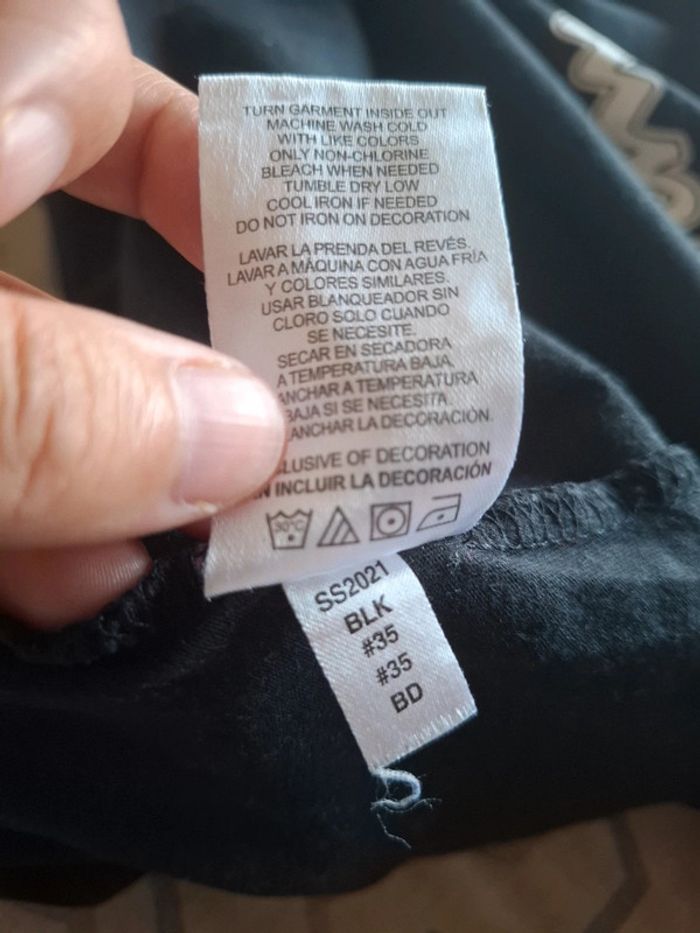 TURN GARMENT INSIDE OUT
MACHINE WASH COLD
WITH LIKE COLORS
ONLY NON-CHLORINE
BLEACH WHEN NEEDED
TUMBLE DRY LOW
COOL IRON IF NEEDED
DO NOT IRON ON DECORATION
LAVAR LA PRENDA DEL REVÉS.
LAVAR A MÁQUINA CON AGUA FRÍA
Y COLORES SIMILARES.
USAR BLANQUEADOR SIN
CLORO SOLO CUANDO
SE NECESITE.
SECAR EN SECADORA
A TEMPERATURA BAJA,
ANCHAR A TEMPERATURA
BAJA SI SE NECESITA.
ANCHAR LA DECORACIÓN.
LUSIVE OF DECORATION
N INCLUIR LA DECORACIÓN
30°C
SS2021
BLK
#35
#35
BD